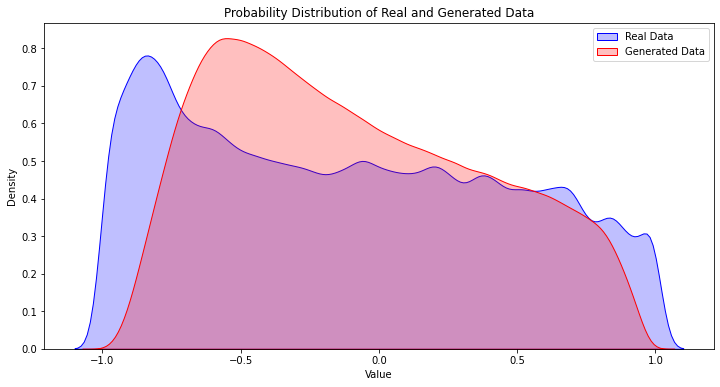 Probability Distribution of Real and Generated Data
Real Data
Generated Data
Density
0.8
0.7
0.6
0.5
0.4
0.3
0.2
0.1
0.0
−1.0 −0.5 0.0 0.5 1.0
Value